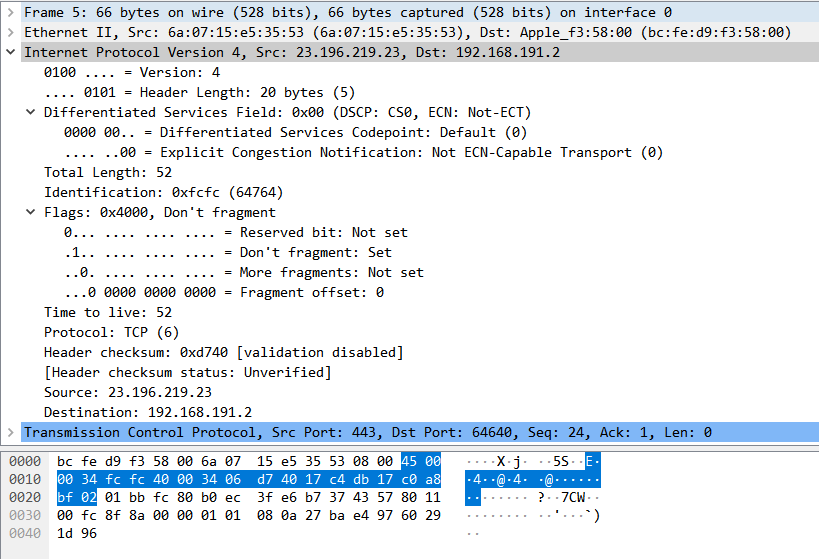 Frame 5: 66 bytes on wire (528 bits), 66 bytes captured (528 bits) on interface 0
Ethernet II, Src: 6a:07:15:e5:35:53 (6a:07:15:e5:35:53), Dst: Apple_f3:58:00 (bc:fe:d9:f3:58:00)
Internet Protocol Version 4, Src: 23.196.219.23, Dst: 192.168.191.2
0100 .... = Version: 4
.... 0101 = Header Length: 20 bytes (5)
Differentiated Services Field: 0x00 (DSCP: CS0, ECN: Not-ECT)
0000 00.. = Differentiated Services Codepoint: Default (0)
.... ..00 = Explicit Congestion Notification: Not ECN-Capable Transport (0)
Total Length: 52
Identification: 0xfcfc (64764)
Flags: 0x4000, Don't fragment
0... .... .... .... = Reserved bit: Not set
.1.. .... .... .... = Don't fragment: Set
..0. .... .... .... = More fragments: Not set
...0 0000 0000 0000 = Fragment offset: 0
Time to live: 52
Protocol: TCP (6)
Header checksum: 0xd740 [validation disabled]
[Header checksum status: Unverified]
Source: 23.196.219.23
Destination: 192.168.191.2
Transmission Control Protocol, Src Port: 443, Dst Port: 64640, Seq: 24, Ack: 1, Len: 0
0000 bc fe d9 f3 58 00 6a 07 15 e5 35 53 08 00 45 00 ····X·j· ··5S··E·
0010 00 34 fc fc 40 00 34 06 d7 40 17 c4 db 17 c0 a8 ·4··@·4· ·@······
0020 bf 02 01 bb fc 80 b0 ec 3f e6 b7 37 43 57 80 11 ········ ?··7CW··
0030 00 fc 8f 8a 00 00 01 01 08 0a 27 ba e4 97 60 29 ········ ··'···`)
0040 1d 96 ··